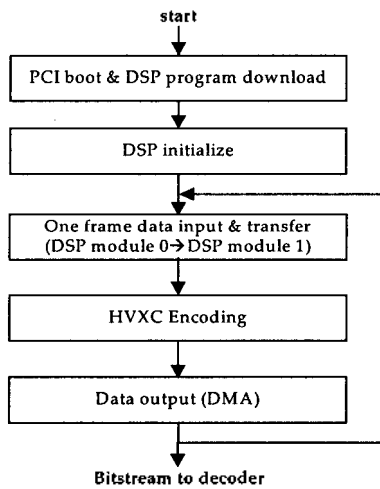 start
PCI boot & DSP program download
DSP initialize
One frame data input & transfer
(DSP module 0→DSP module 1)
HVXC Encoding
Data output (DMA)
Bitstream to decoder